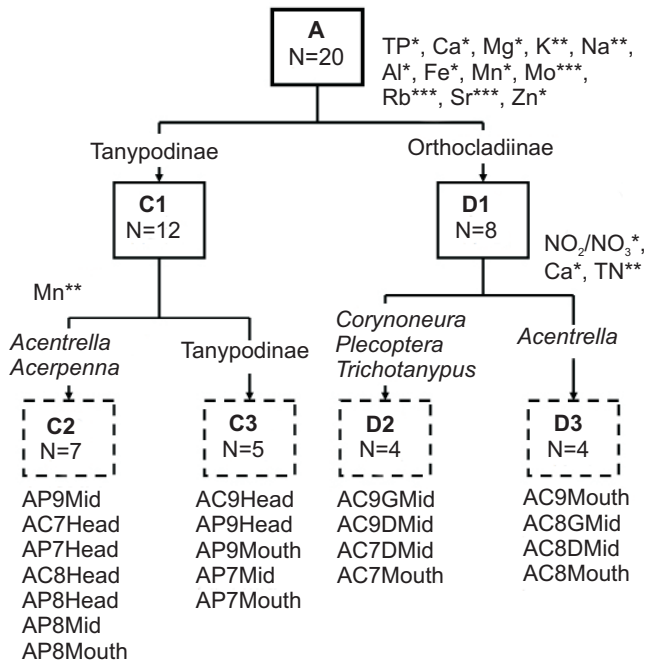 A
N=20
TP*, Ca*, Mg*, K**, Na**,
Al*, Fe*, Mn*, Mo***,
Rb***, Sr***, Zn*
Tanypodinae
Orthocladiinae
C1
N=12
D1
N=8
NO₂/NO₃*,
Ca*, TN**
Mn**
Acentrella
Acerpenna
Tanypodinae
Corynoneura
Plecoptera
Trichotanypus
Acentrella
C2
N=7
C3
N=5
D2
N=4
D3
N=4
AP9Mid
AC7Head
AP7Head
AC8Head
AP8Head
AP8Mid
AP8Mouth
AC9Head
AP9Head
AP9Mouth
AP7Mid
AP7Mouth
AC9GMid
AC9DMid
AC7DMid
AC7Mouth
AC9Mouth
AC8GMid
AC8DMid
AC8Mouth